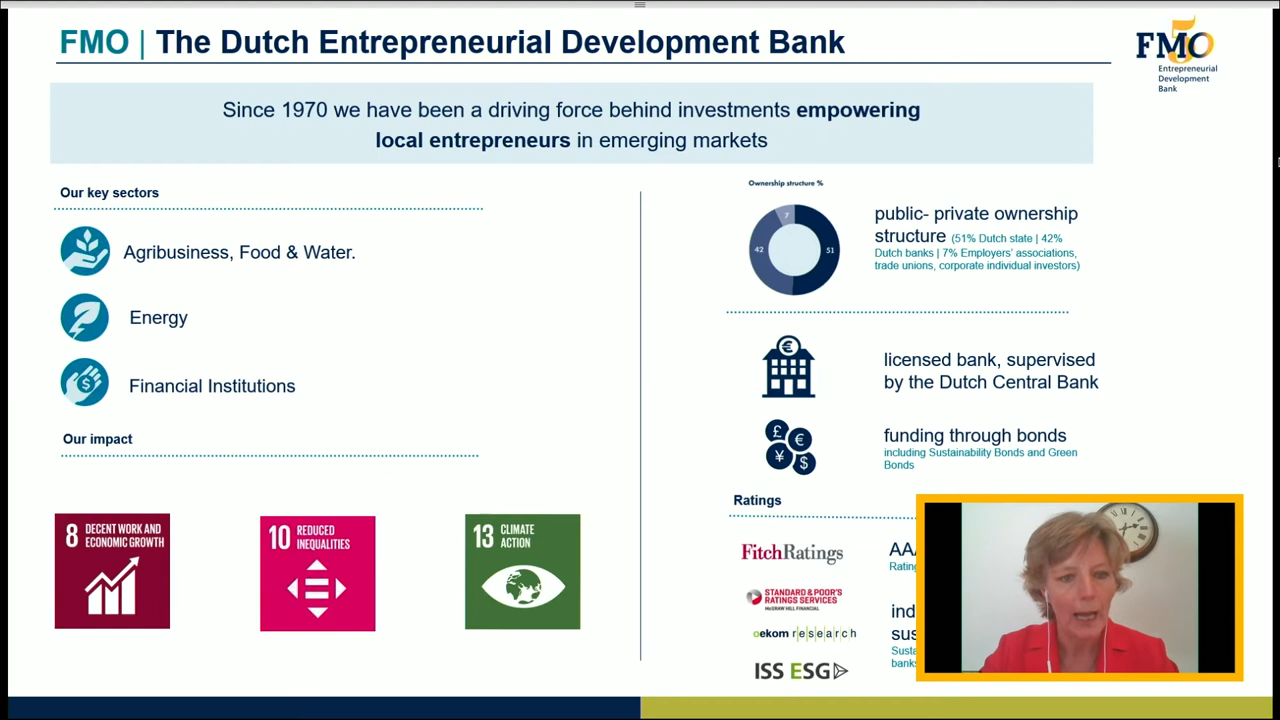 FMO | The Dutch Entrepreneurial Development Bank
5
FMO
Entrepreneurial
Development
Bank
Since 1970 we have been a driving force behind investments empowering
local entrepreneurs in emerging markets
Our key sectors
Agribusiness, Food & Water.
Energy
Financial Institutions
Our impact
8 DECENT WORK AND
ECONOMIC GROWTH
10 REDUCED
INEQUALITIES
13 CLIMATE
ACTION
Ownership structure %
7
42
51
public- private ownership
structure (51% Dutch state | 42%
Dutch banks | 7% Employers' associations,
trade unions, corporate individual investors)
€
licensed bank, supervised
by the Dutch Central Bank
£ € ¥ $
funding through bonds
including Sustainability Bonds and Green
Bonds
Ratings
FitchRatings
STANDARD & POOR'S
RATINGS SERVICES
McGRAW HILL FINANCIAL
oekom research
ISS ESG